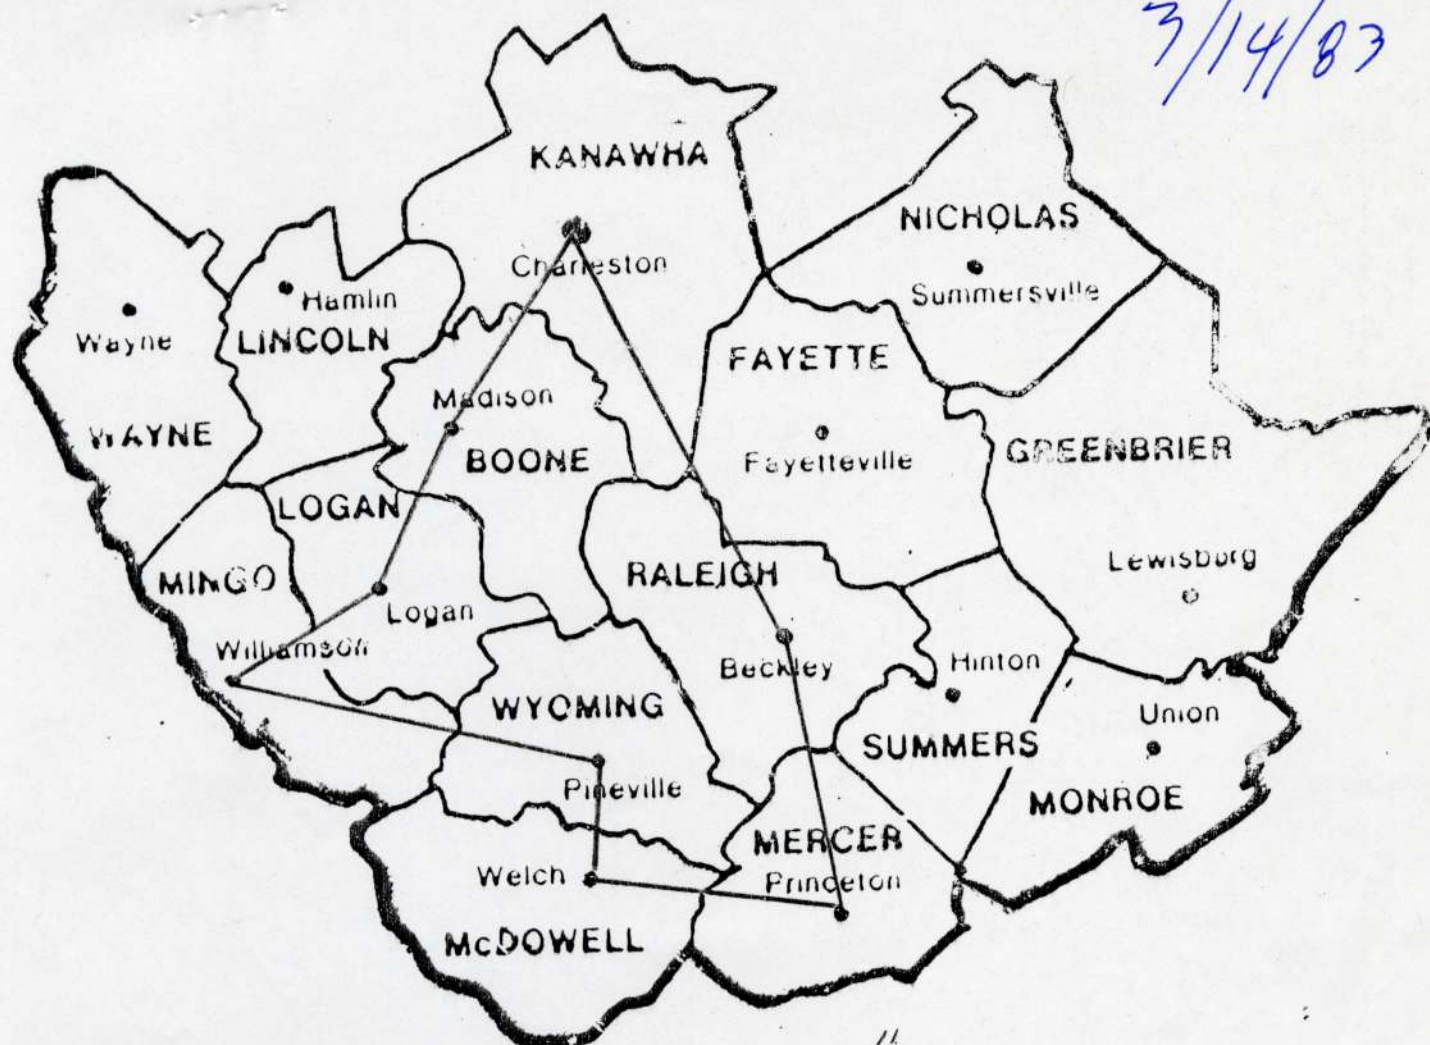 3/14/83
KANAWHA
Charleston
NICHOLAS
Summersville
Hamlin
LINCOLN
Wayne
WAYNE
Madison
BOONE
FAYETTE
Fayetteville
GREENBRIER
Lewisburg
LOGAN
Logan
MINGO
Williamson
RALEIGH
Beckley
Hinton
SUMMERS
Union
MONROE
WYOMING
Pineville
MERCER
Princeton
Welch
McDOWELL